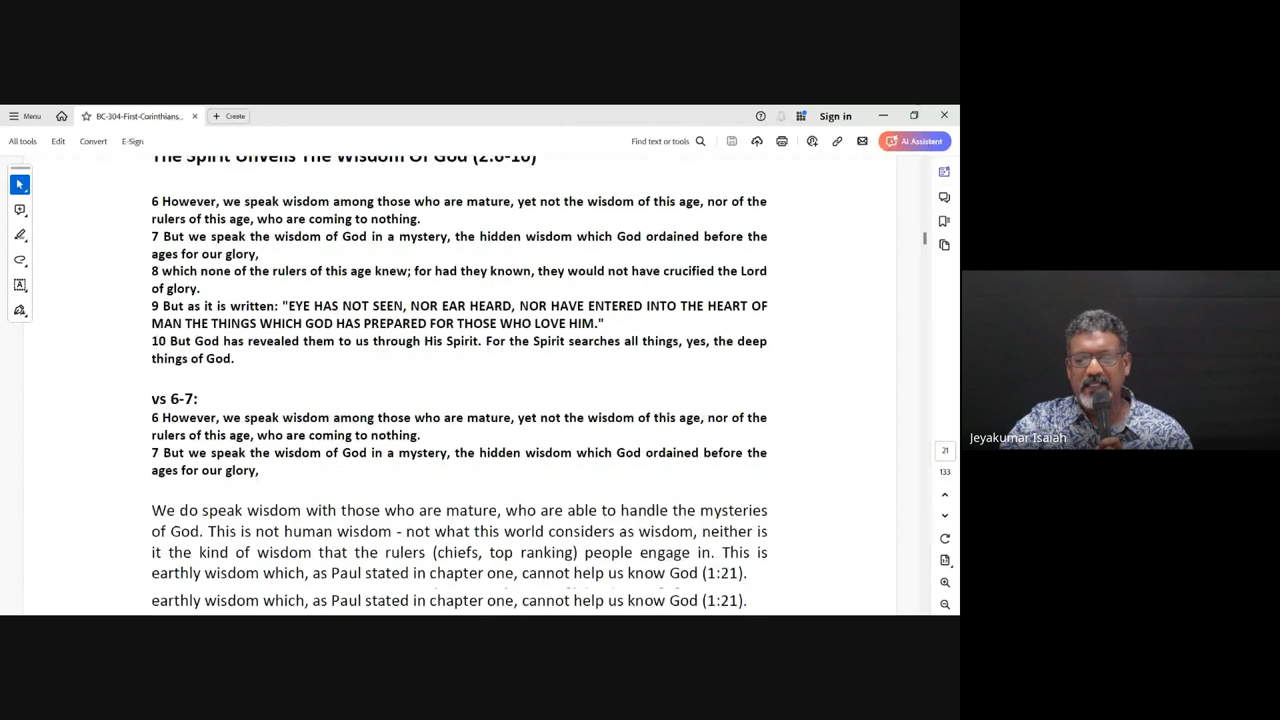 Menu
BC-304-First-Corinthians...
Create
Sign in
All tools
Edit
Convert
E-Sign
Find text or tools
AI Assistant
The Spirit Unveils The Wisdom Of God (2:6-10)
6 However, we speak wisdom among those who are mature, yet not the wisdom of this age, nor of the
rulers of this age, who are coming to nothing.
7 But we speak the wisdom of God in a mystery, the hidden wisdom which God ordained before the
ages for our glory,
8 which none of the rulers of this age knew; for had they known, they would not have crucified the Lord
of glory.
9 But as it is written: "EYE HAS NOT SEEN, NOR EAR HEARD, NOR HAVE ENTERED INTO THE HEART OF
MAN THE THINGS WHICH GOD HAS PREPARED FOR THOSE WHO LOVE HIM."
10 But God has revealed them to us through His Spirit. For the Spirit searches all things, yes, the deep
things of God.
vs 6-7:
6 However, we speak wisdom among those who are mature, yet not the wisdom of this age, nor of the
rulers of this age, who are coming to nothing.
7 But we speak the wisdom of God in a mystery, the hidden wisdom which God ordained before the
ages for our glory,
We do speak wisdom with those who are mature, who are able to handle the mysteries
of God. This is not human wisdom - not what this world considers as wisdom, neither is
it the kind of wisdom that the rulers (chiefs, top ranking) people engage in. This is
earthly wisdom which, as Paul stated in chapter one, cannot help us know God (1:21).
earthly wisdom which, as Paul stated in chapter one, cannot help us know God (1:21).
21
133
Jeyakumar Isaiah